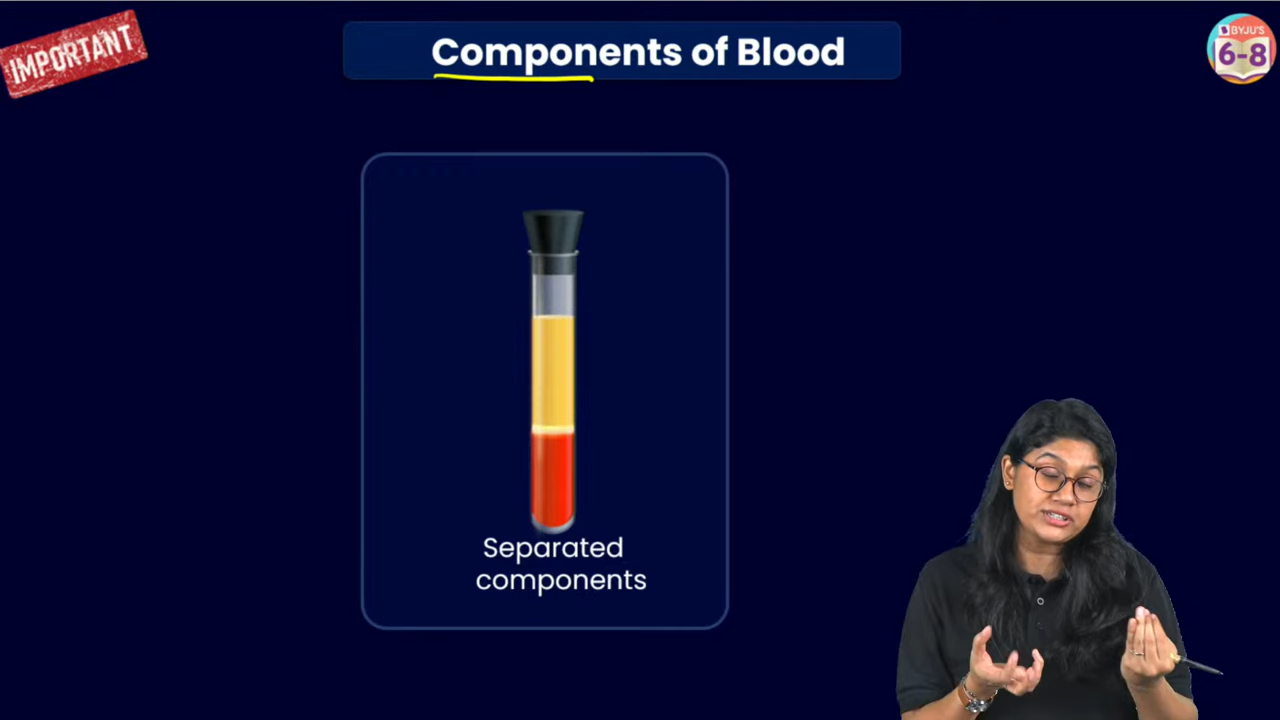 IMPORTANT
Components of Blood
BYJU'S
6-8
Separated
components